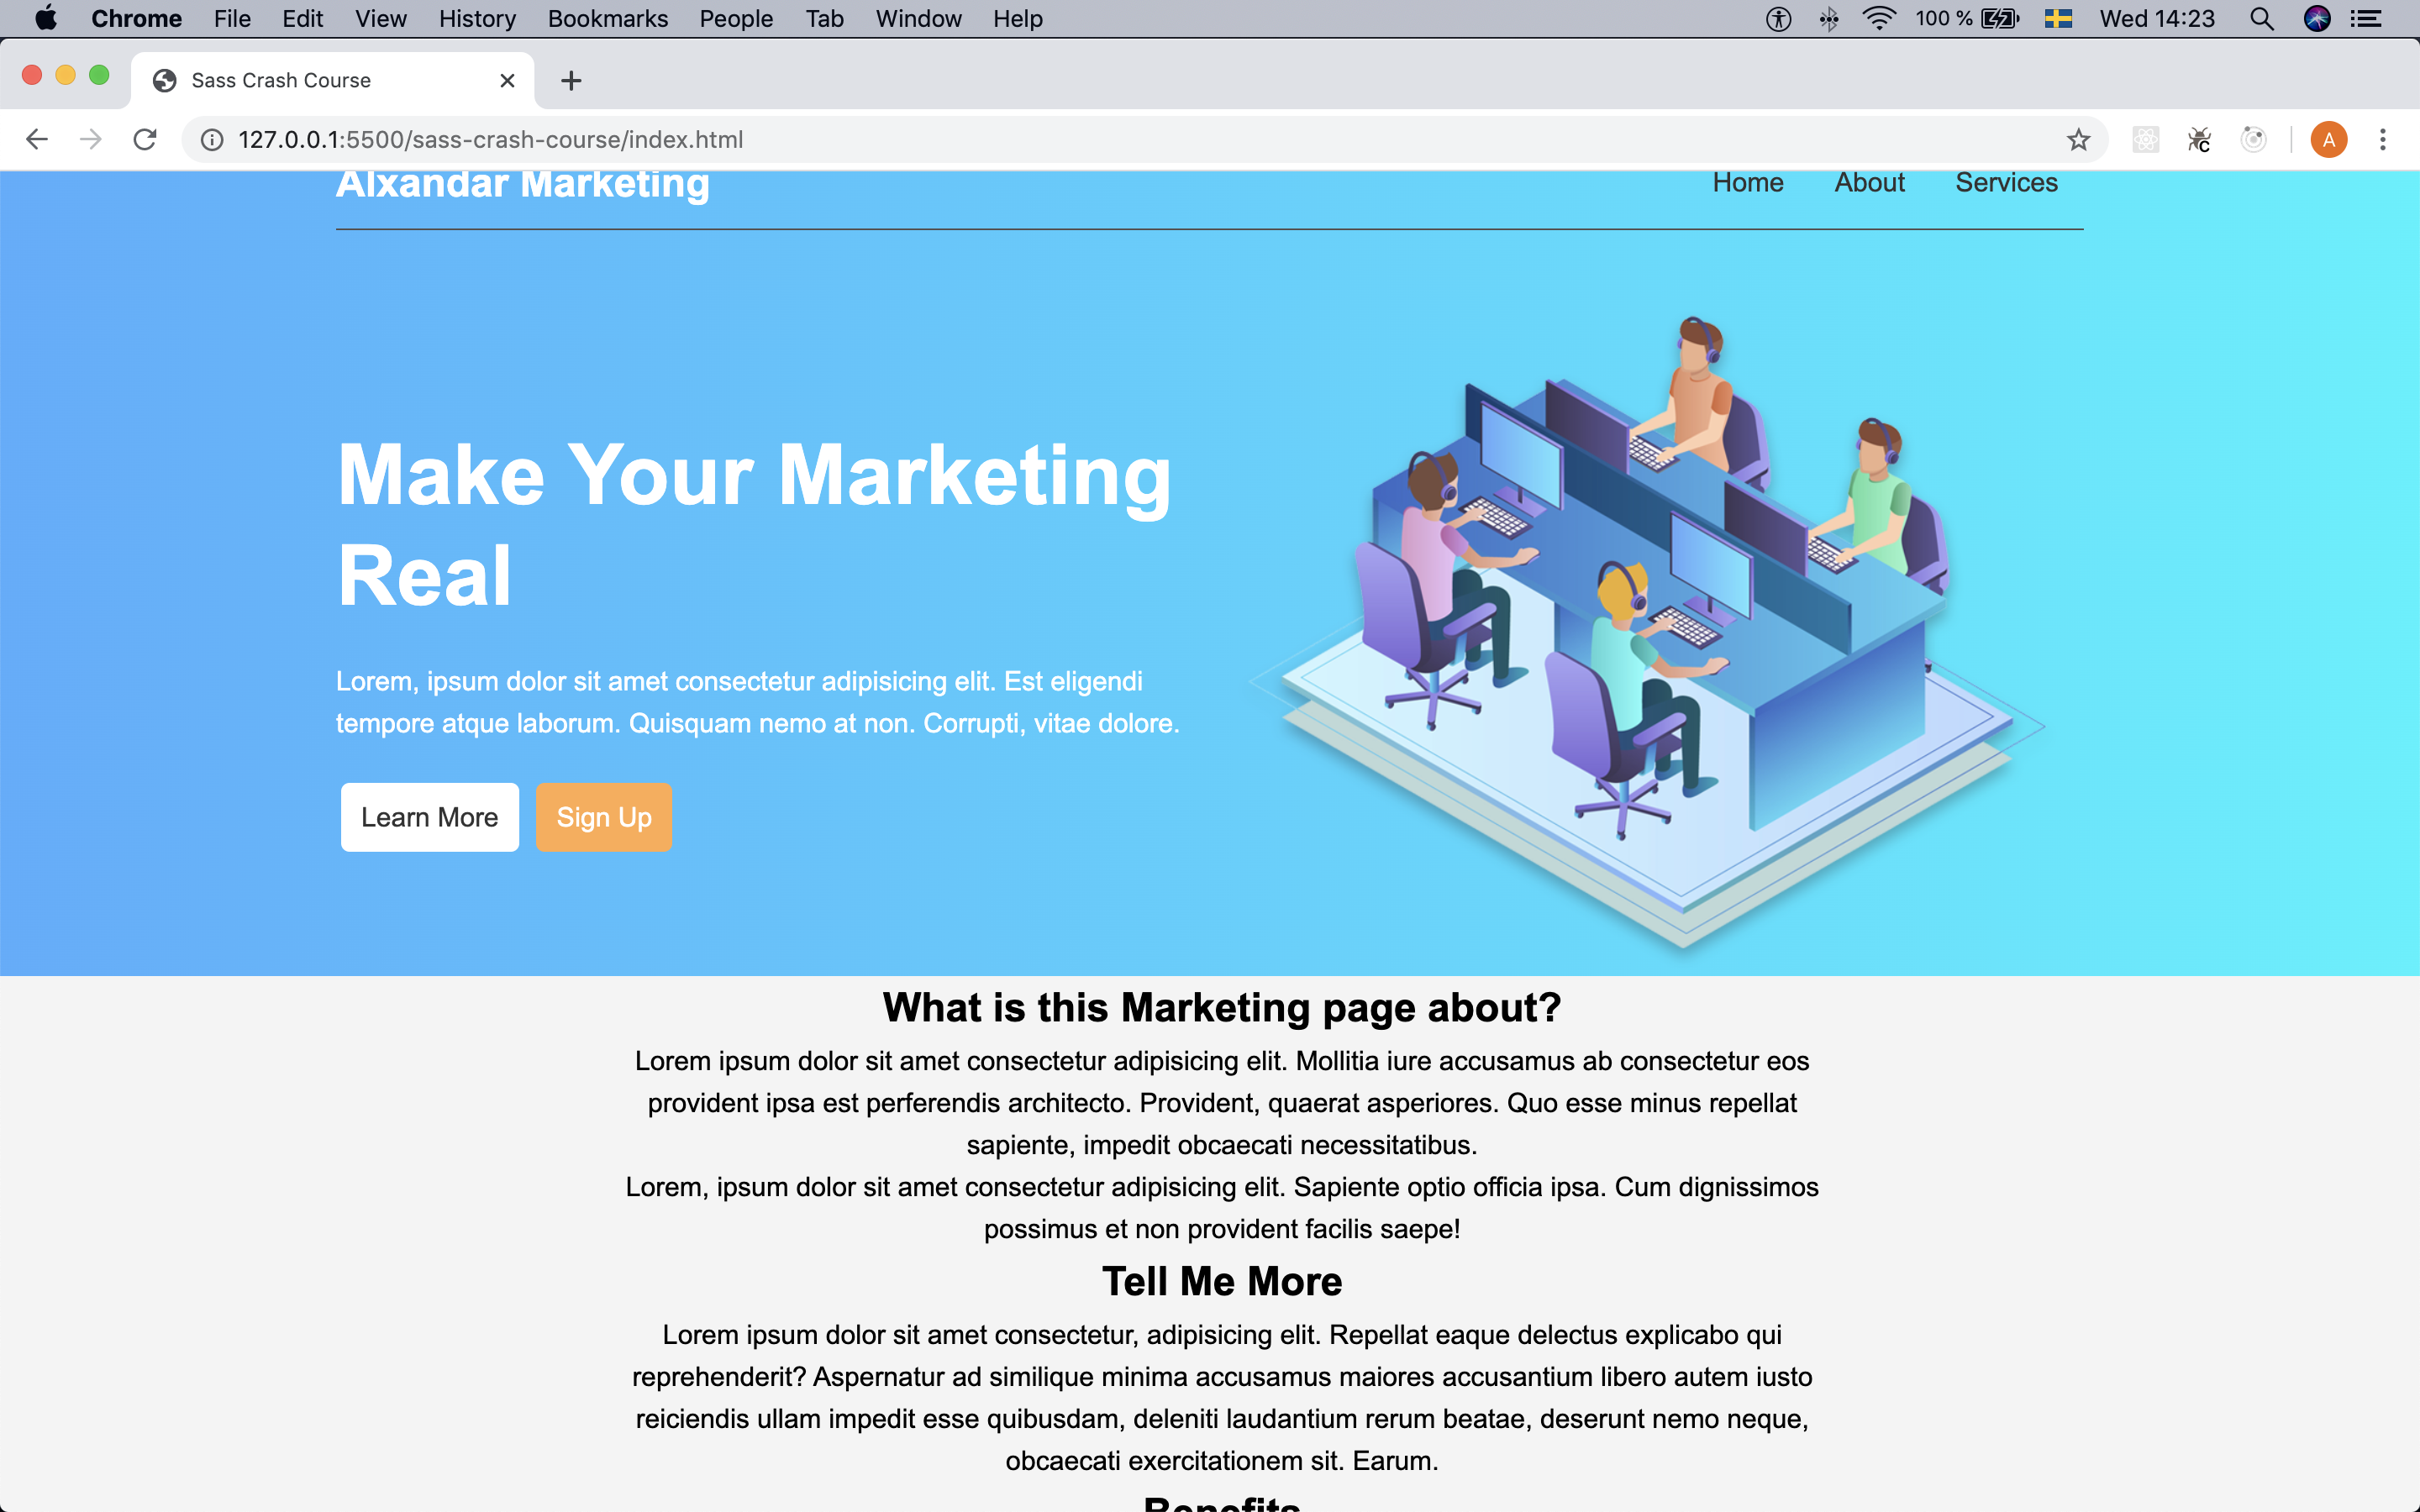 Chrome File Edit View History Bookmarks People Tab Window Help 100 % Wed 14:23
Sass Crash Course
127.0.0.1:5500/sass-crash-course/index.html A
Alxandar Marketing Home About Services
Make Your Marketing
Real
Lorem, ipsum dolor sit amet consectetur adipisicing elit. Est eligendi
tempore atque laborum. Quisquam nemo at non. Corrupti, vitae dolore.
Learn More Sign Up
What is this Marketing page about?
Lorem ipsum dolor sit amet consectetur adipisicing elit. Mollitia iure accusamus ab consectetur eos
provident ipsa est perferendis architecto. Provident, quaerat asperiores. Quo esse minus repellat
sapiente, impedit obcaecati necessitatibus.
Lorem, ipsum dolor sit amet consectetur adipisicing elit. Sapiente optio officia ipsa. Cum dignissimos
possimus et non provident facilis saepe!
Tell Me More
Lorem ipsum dolor sit amet consectetur, adipisicing elit. Repellat eaque delectus explicabo qui
reprehenderit? Aspernatur ad similique minima accusamus maiores accusantium libero autem iusto
reiciendis ullam impedit esse quibusdam, deleniti laudantium rerum beatae, deserunt nemo neque,
obcaecati exercitationem sit. Earum.
Benefits